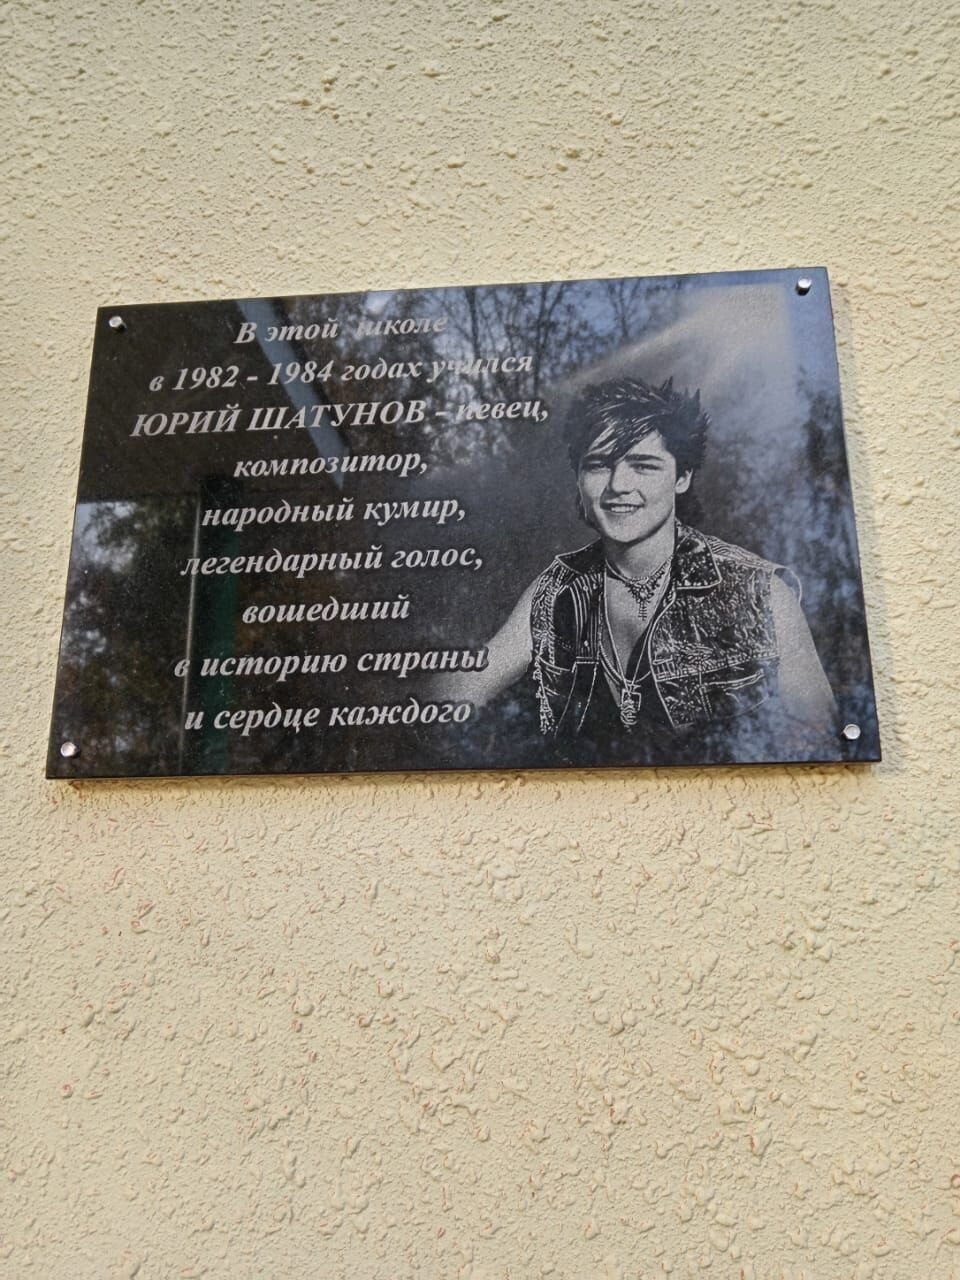 В этой школе
в 1982 - 1984 годах учился
ЮРИЙ ШАТУНОВ - певец,
композитор,
народный кумир,
легендарный голос,
вошедший
в историю страны
и сердце каждого